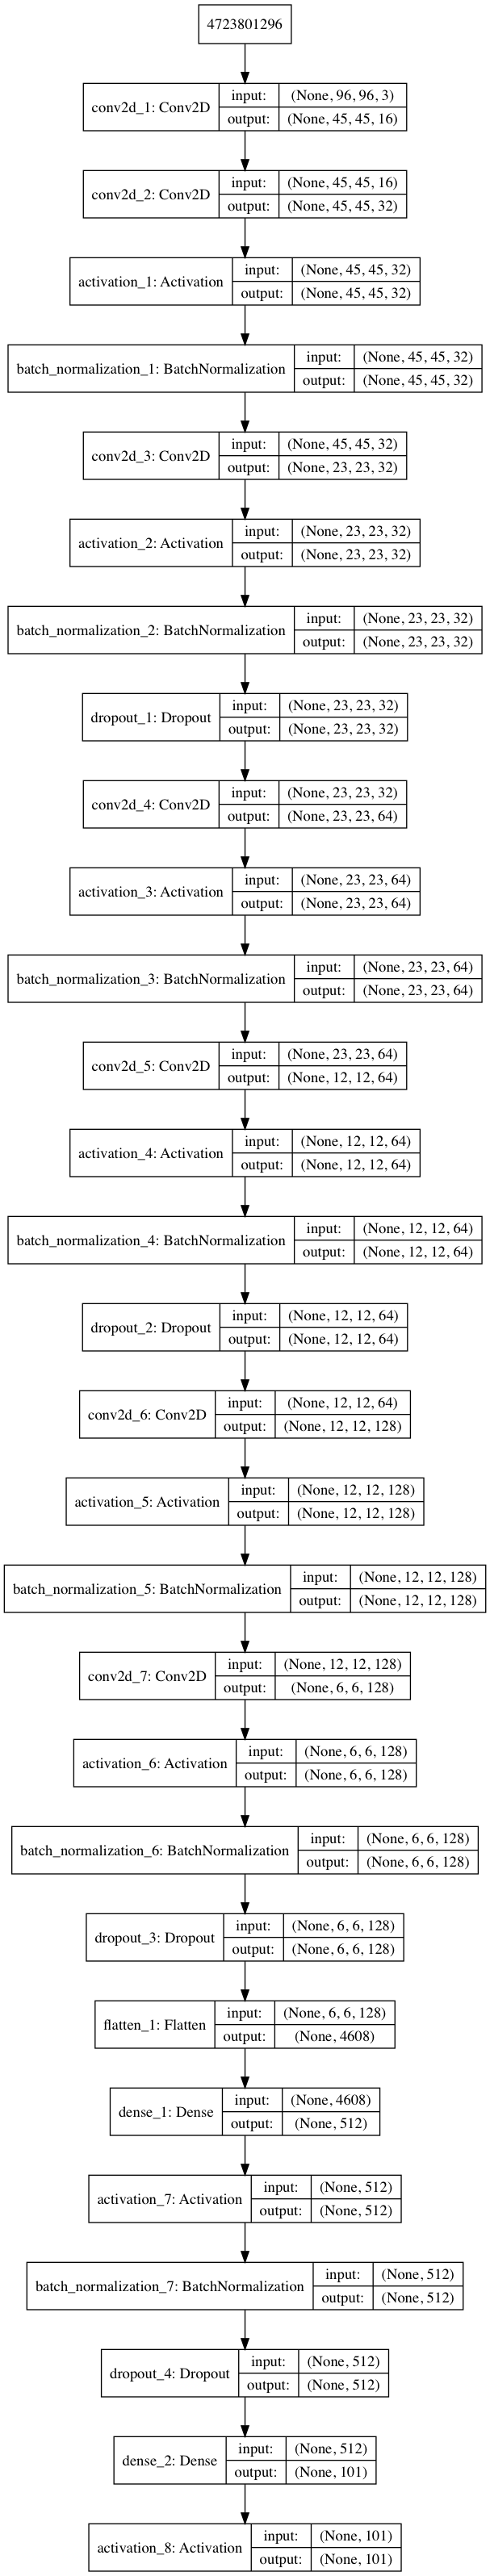 4723801296
conv2d_1: Conv2D
input: (None, 96, 96, 3)
output: (None, 45, 45, 16)
conv2d_2: Conv2D
input: (None, 45, 45, 16)
output: (None, 45, 45, 32)
activation_1: Activation
input: (None, 45, 45, 32)
output: (None, 45, 45, 32)
batch_normalization_1: BatchNormalization
input: (None, 45, 45, 32)
output: (None, 45, 45, 32)
conv2d_3: Conv2D
input: (None, 45, 45, 32)
output: (None, 23, 23, 32)
activation_2: Activation
input: (None, 23, 23, 32)
output: (None, 23, 23, 32)
batch_normalization_2: BatchNormalization
input: (None, 23, 23, 32)
output: (None, 23, 23, 32)
dropout_1: Dropout
input: (None, 23, 23, 32)
output: (None, 23, 23, 32)
conv2d_4: Conv2D
input: (None, 23, 23, 32)
output: (None, 23, 23, 64)
activation_3: Activation
input: (None, 23, 23, 64)
output: (None, 23, 23, 64)
batch_normalization_3: BatchNormalization
input: (None, 23, 23, 64)
output: (None, 23, 23, 64)
conv2d_5: Conv2D
input: (None, 23, 23, 64)
output: (None, 12, 12, 64)
activation_4: Activation
input: (None, 12, 12, 64)
output: (None, 12, 12, 64)
batch_normalization_4: BatchNormalization
input: (None, 12, 12, 64)
output: (None, 12, 12, 64)
dropout_2: Dropout
input: (None, 12, 12, 64)
output: (None, 12, 12, 64)
conv2d_6: Conv2D
input: (None, 12, 12, 64)
output: (None, 12, 12, 128)
activation_5: Activation
input: (None, 12, 12, 128)
output: (None, 12, 12, 128)
batch_normalization_5: BatchNormalization
input: (None, 12, 12, 128)
output: (None, 12, 12, 128)
conv2d_7: Conv2D
input: (None, 12, 12, 128)
output: (None, 6, 6, 128)
activation_6: Activation
input: (None, 6, 6, 128)
output: (None, 6, 6, 128)
batch_normalization_6: BatchNormalization
input: (None, 6, 6, 128)
output: (None, 6, 6, 128)
dropout_3: Dropout
input: (None, 6, 6, 128)
output: (None, 6, 6, 128)
flatten_1: Flatten
input: (None, 6, 6, 128)
output: (None, 4608)
dense_1: Dense
input: (None, 4608)
output: (None, 512)
activation_7: Activation
input: (None, 512)
output: (None, 512)
batch_normalization_7: BatchNormalization
input: (None, 512)
output: (None, 512)
dropout_4: Dropout
input: (None, 512)
output: (None, 512)
dense_2: Dense
input: (None, 512)
output: (None, 101)
activation_8: Activation
input: (None, 101)
output: (None, 101)